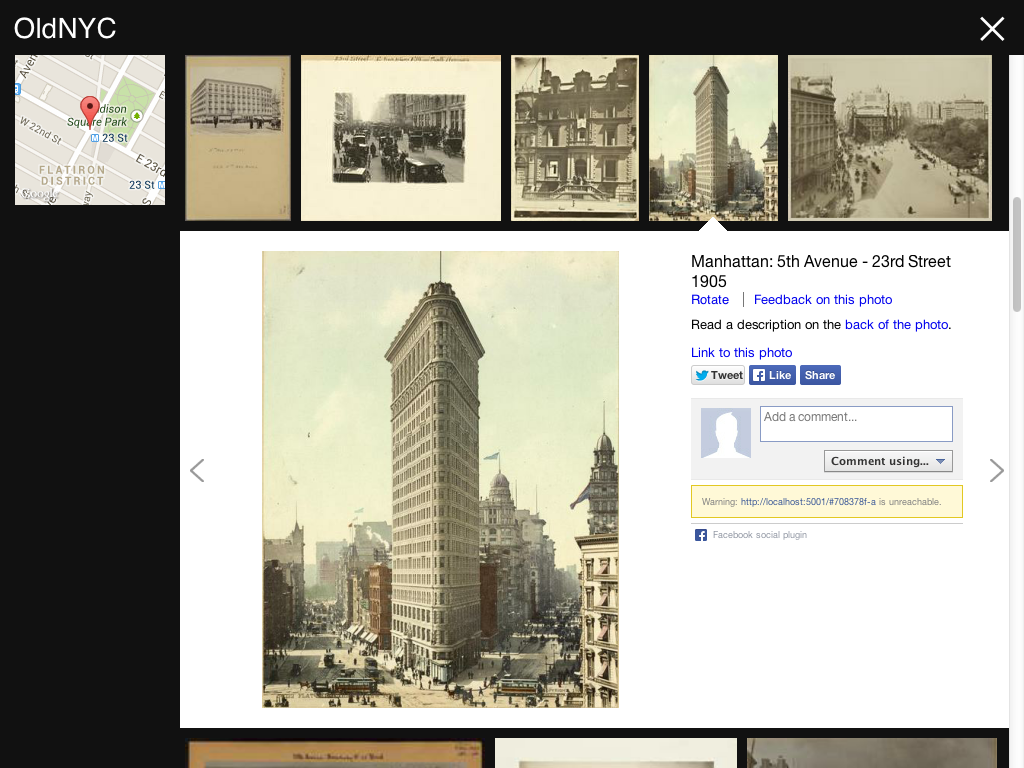 OldNYC
Madison
Square Park
W 22nd St
23 St
E 23rd
FLATIRON
DISTRICT
23 St
Google
Manhattan: 5th Avenue - 23rd Street
1905
Rotate
Feedback on this photo
Read a description on the back of the photo.
Link to this photo
Tweet
Like
Share
Add a comment...
Comment using...
Warning: http://localhost:5001/#708378f-a is unreachable.
Facebook social plugin